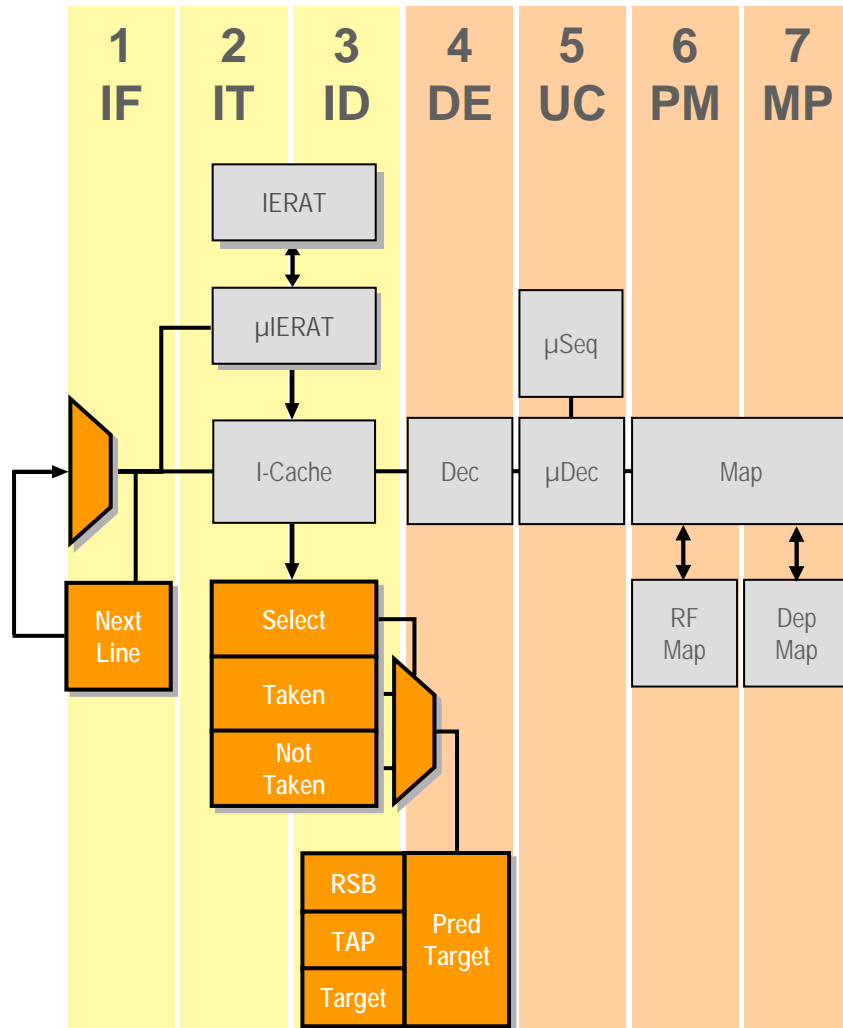 1 2 3 4 5 6 7
IF IT ID DE UC PM MP
IERAT
µIERAT
µSeq
I-Cache
Dec
µDec
Map
Next
Line
Select
Taken
Not
Taken
RF
Map
Dep
Map
RSB
TAP
Target
Pred
Target